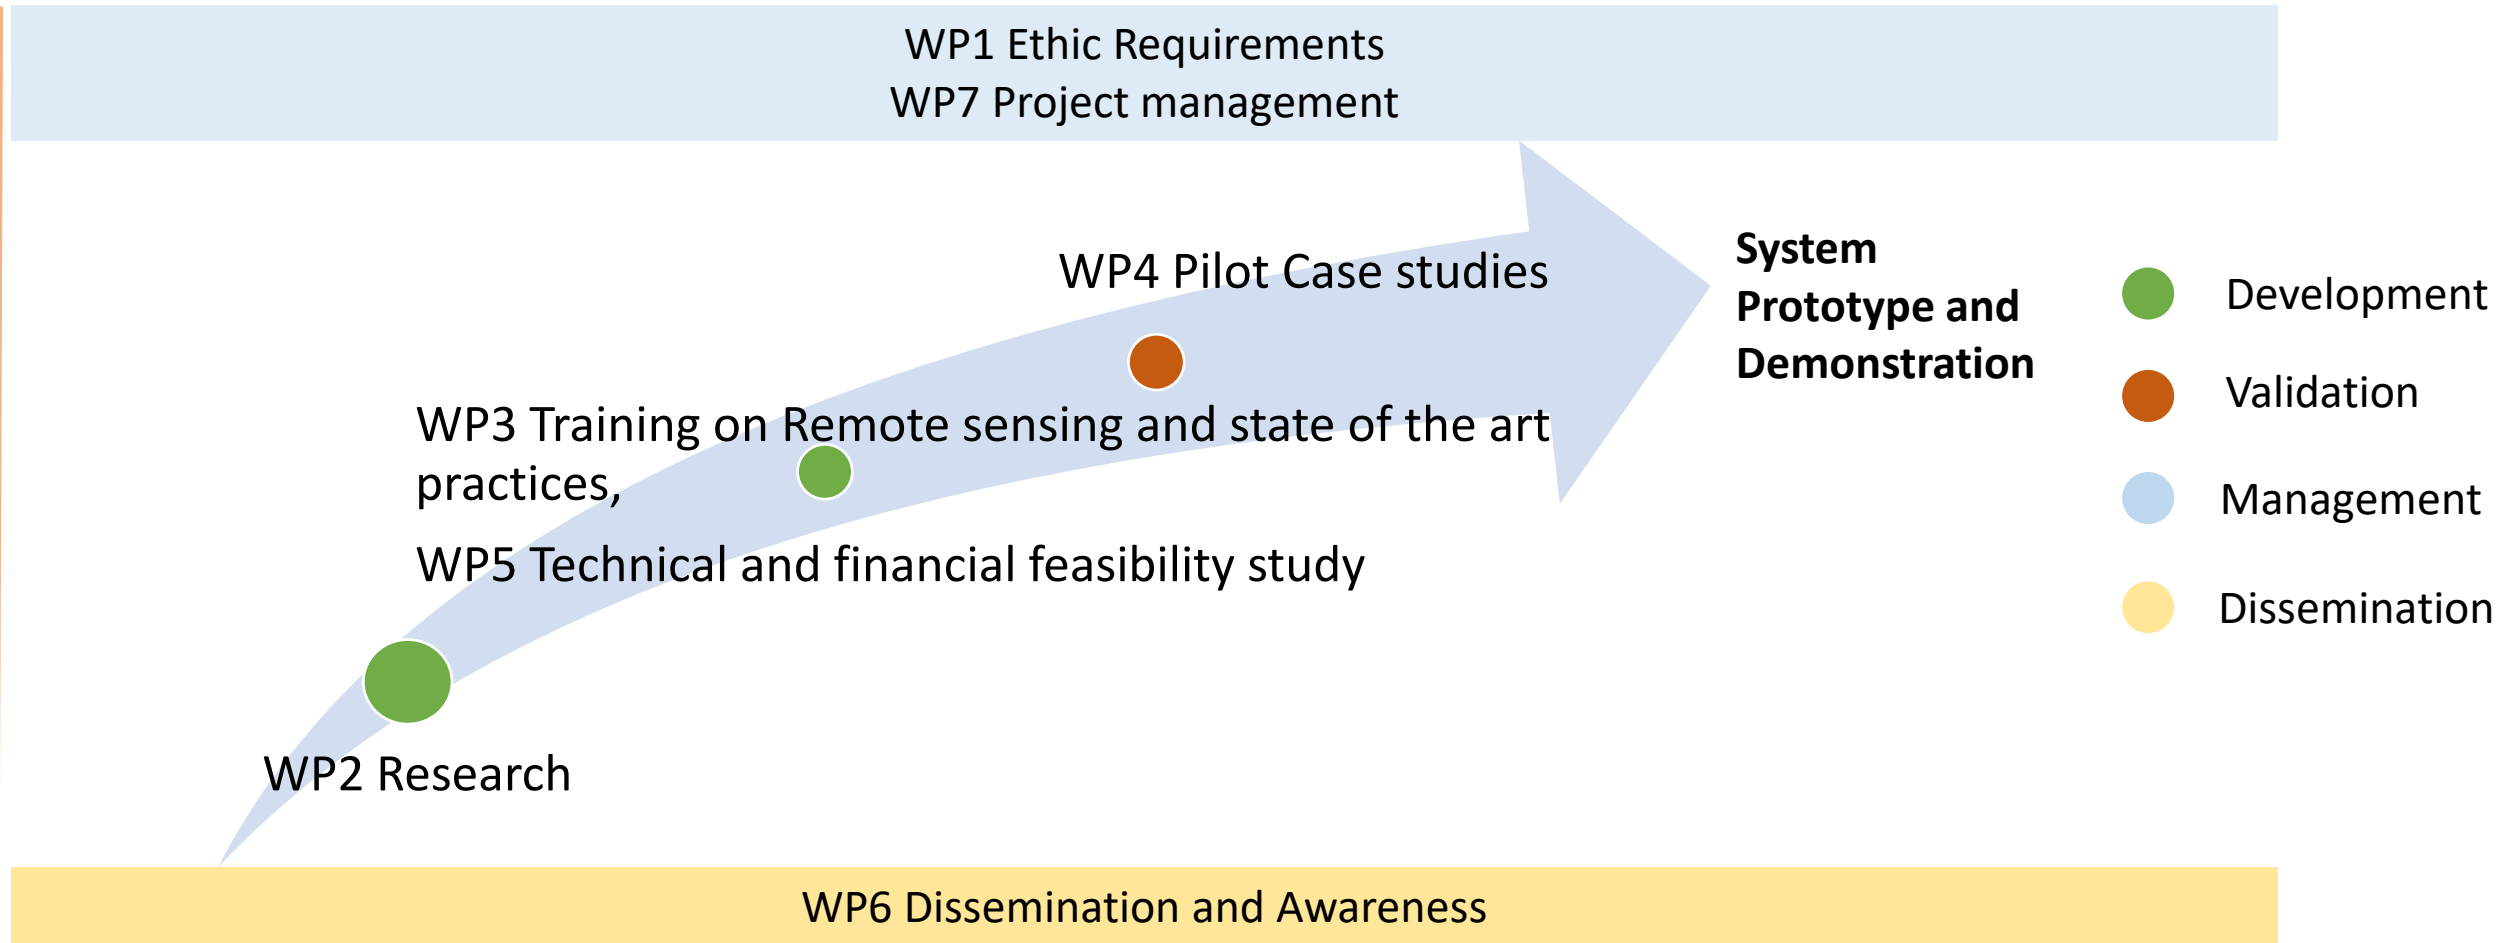 WP1 Ethic Requirements
WP7 Project management
WP4 Pilot Case studies
System
Prototype and
Demonstration
WP3 Training on Remote sensing and state of the art
practices,
WP5 Technical and financial feasibility study
WP2 Research
WP6 Dissemination and Awareness
Development
Validation
Management
Dissemination